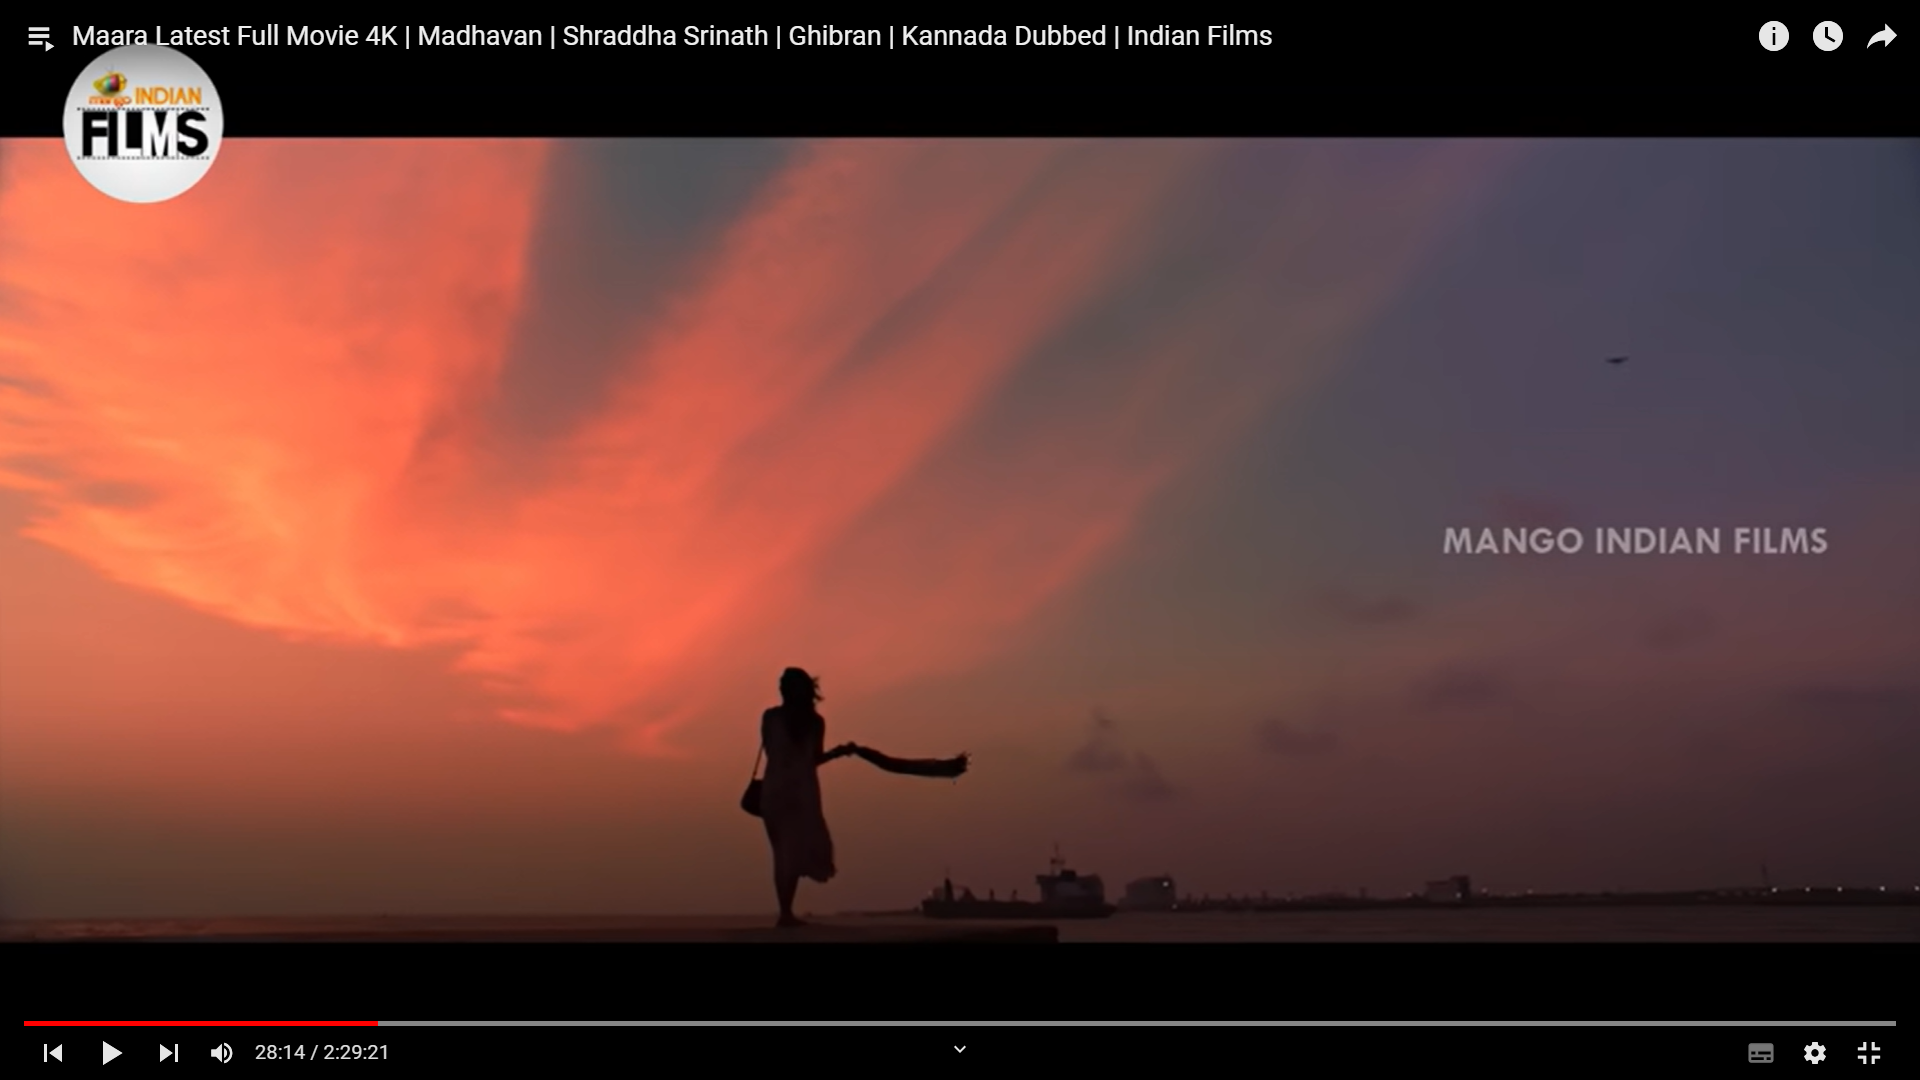 Maara Latest Full Movie 4K | Madhavan | Shraddha Srinath | Ghibran | Kannada Dubbed | Indian Films
mango INDIAN
FILMS
MANGO INDIAN FILMS
28:14 / 2:29:21